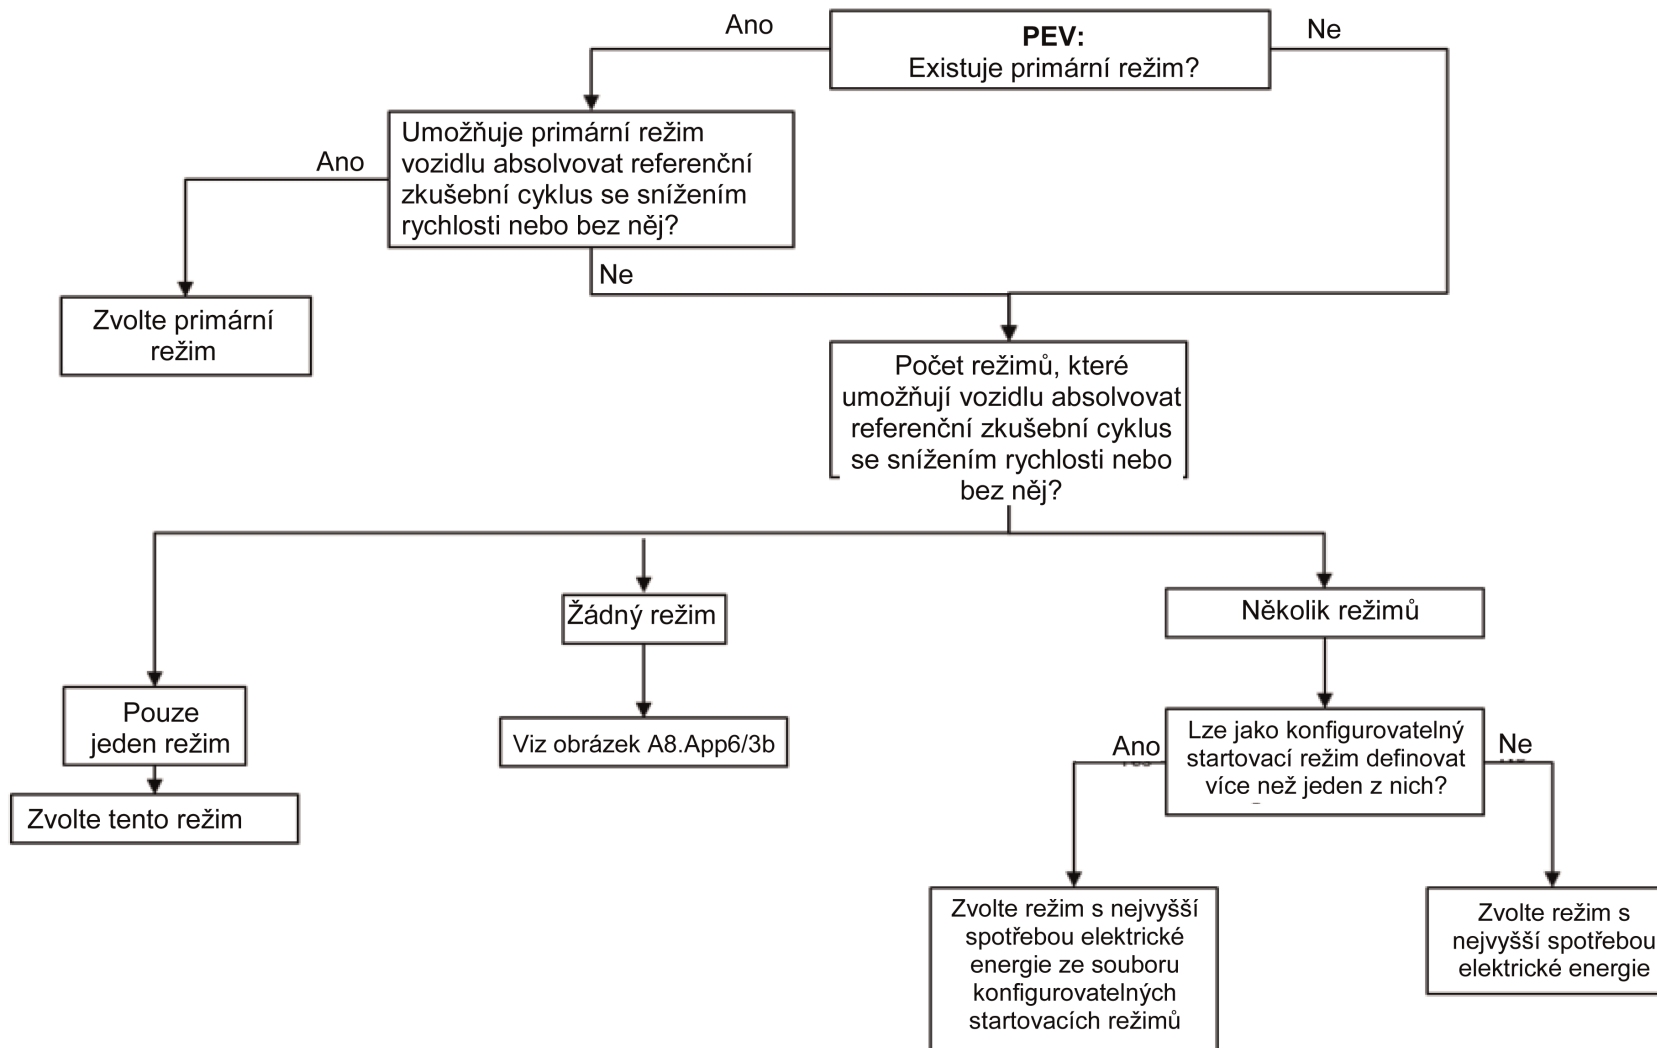 Ano
PEV:
Existuje primární režim?
Ne
Umožňuje primární režim
vozidlu absolvovat referenční
zkušební cyklus se snížením
rychlosti nebo bez něj?
Ano
Ne
Zvolte primární
režim
Počet režimů, které
umožňují vozidlu absolvovat
referenční zkušební cyklus
se snížením rychlosti nebo
bez něj?
Žádný režim
Několik režimů
Pouze
jeden režim
Viz obrázek A8.App6/3b
Ano
Lze jako konfigurovatelný
startovací režim definovat
více než jeden z nich?
Ne
Zvolte tento režim
Zvolte režim s nejvyšší
spotřebou elektrické
energie ze souboru
konfigurovatelných
startovacích režimů
Zvolte režim s
nejvyšší spotřebou
elektrické energie